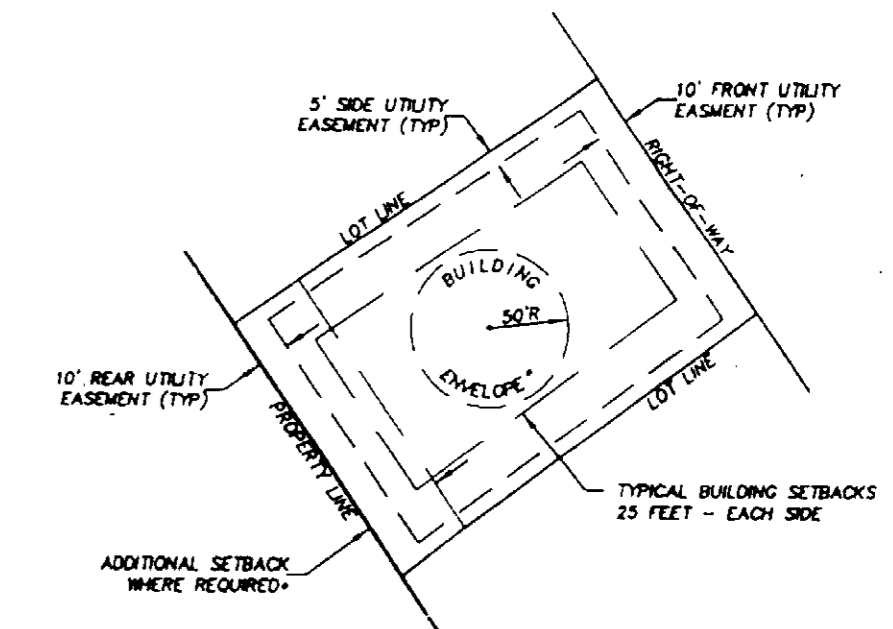 5' SIDE UTILITY
EASEMENT (TYP)
10' FRONT UTILITY
EASMENT (TYP)
LOT LINE
RIGHT-OF-WAY
BUILDING
50'R
ENVELOPE*
10' REAR UTILITY
EASEMENT (TYP)
PROPERTY LINE
LOT LINE
TYPICAL BUILDING SETBACKS
25 FEET - EACH SIDE
ADDITIONAL SETBACK
WHERE REQUIRED*